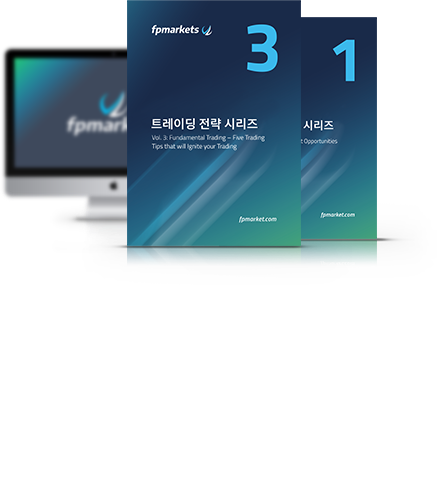 fpmarkets
3
트레이딩 전략 시리즈
Vol. 3: Fundamental Trading – Five Trading
Tips that will Ignite your Trading
fpmarket.com
1
시리즈
t Opportunities
fpmarket.com
fpmarkets